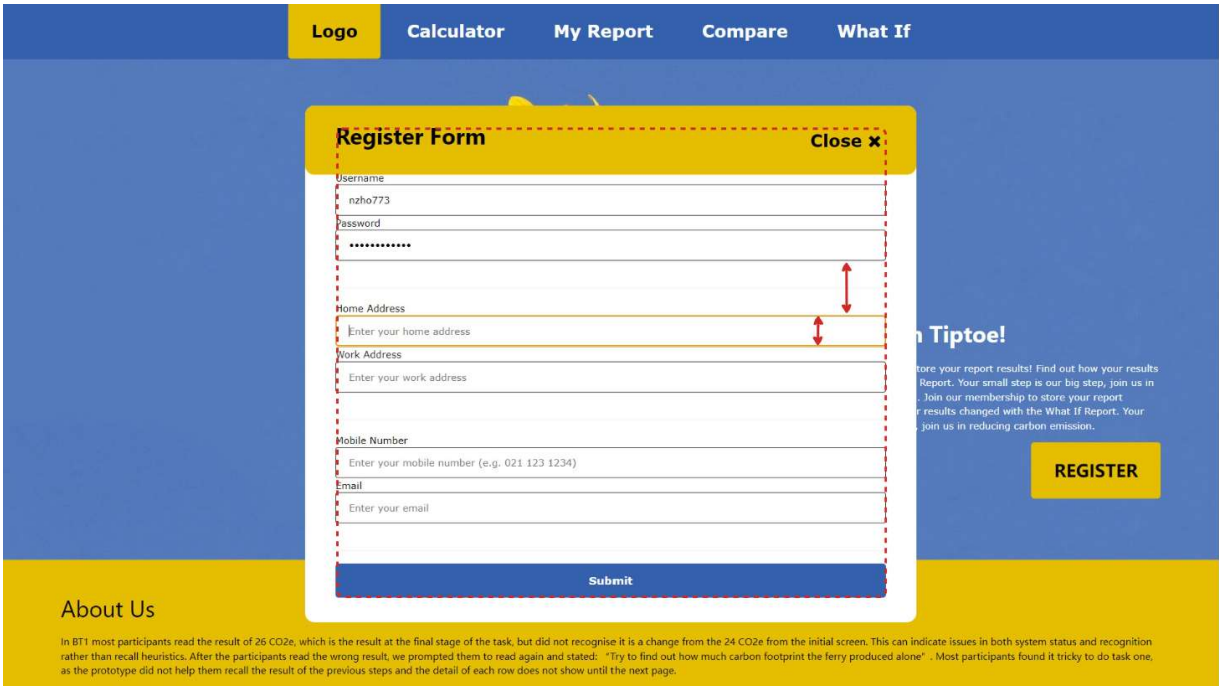 Logo Calculator My Report Compare What If
Register Form
Close ✖
Username
nzho773
Password
••••••••••••
Home Address
Enter your home address
Work Address
Enter your work address
Mobile Number
Enter your mobile number (e.g. 021 123 1234)
Email
Enter your email
Submit
Tiptoe!
tore your report results! Find out how your results
Report. Your small step is our big step, join us in
. Join our membership to store your report
r results changed with the What If Report. Your
, join us in reducing carbon emission.
REGISTER
About Us
In BT1 most participants read the result of 26 CO2e, which is the result at the final stage of the task, but did not recognise it is a change from the 24 CO2e from the initial screen. This can indicate issues in both system status and recognition
rather than recall heuristics. After the participants read the wrong result, we prompted them to read again and stated: "Try to find out how much carbon footprint the ferry produced alone" . Most participants found it tricky to do task one,
as the prototype did not help them recall the result of the previous steps and the detail of each row does not show until the next page.